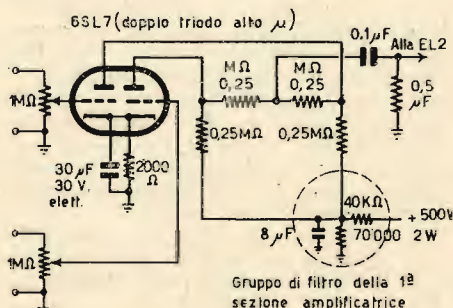 6SL7 (doppio triodo alto μ)
0,1μF
Alla EL2
MΩ
0,25
MΩ
0,25
0,5
μF
1MΩ
0,25MΩ
0,25MΩ
30 μF
30 V.
elett.
2000
Ω
40KΩ
+ 500V
8 μF
70000
2W
1MΩ
Gruppo di filtro della 1ª
sezione amplificatrice